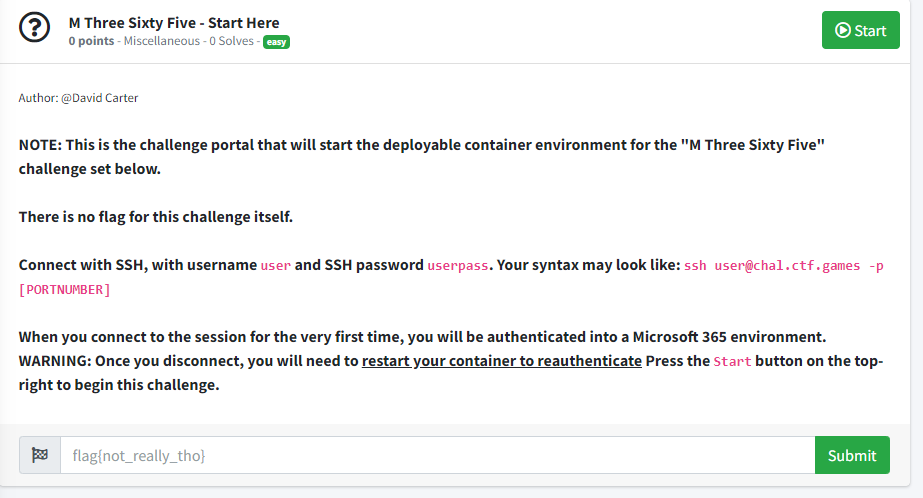 M Three Sixty Five - Start Here
0 points - Miscellaneous - 0 Solves - easy
Start
Author: @David Carter
NOTE: This is the challenge portal that will start the deployable container environment for the "M Three Sixty Five"
challenge set below.
There is no flag for this challenge itself.
Connect with SSH, with username user and SSH password userpass. Your syntax may look like: ssh user@chal.ctf.games -p
[PORTNUMBER]
When you connect to the session for the very first time, you will be authenticated into a Microsoft 365 environment.
WARNING: Once you disconnect, you will need to restart your container to reauthenticate Press the Start button on the top-
right to begin this challenge.
flag{not_really_tho}
Submit